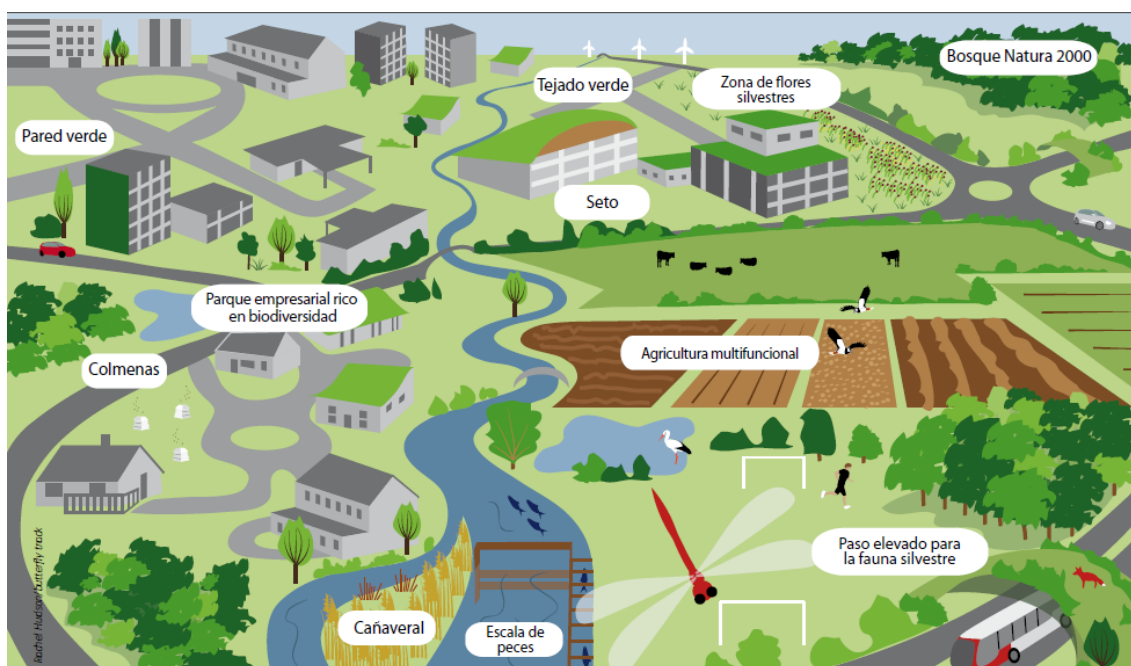 Bosque Natura 2000
Tejado verde
Zona de flores
silvestres
Pared verde
Seto
Parque empresarial rico
en biodiversidad
Agricultura multifuncional
Colmenas
Paso elevado para
la fauna silvestre
Cañaveral
Escala de
peces
Rachel Hudson/butterfly track